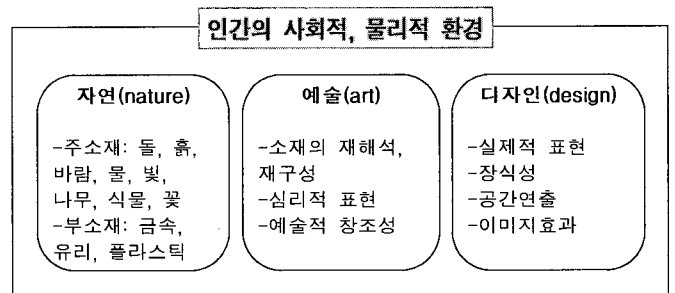 인간의 사회적, 물리적 환경
자연(nature)
-주소재: 돌, 흙,
바람, 물, 빛,
나무, 식물, 꽃
-부소재: 금속,
유리, 플라스틱
예술(art)
-소재의 재해석,
재구성
-심리적 표현
-예술적 창조성
디자인(design)
-실제적 표현
-장식성
-공간연출
-이미지효과